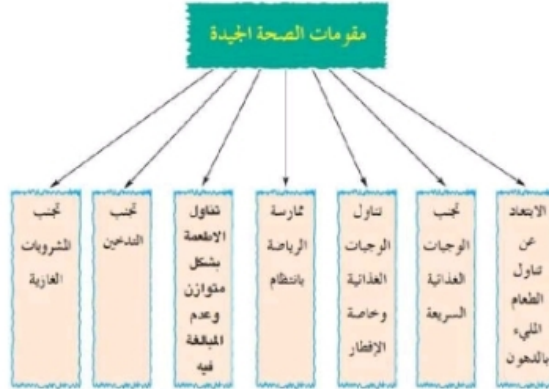 مقومات الصحة الجيدة
الابتعاد
عن
تناول
الطعام
المليء
بالدهون
تجنب
الوجبات
الغذائية
السريعة
تناول
الوجبات
الغذائية
وخاصة
الإفطار
ممارسة
الرياضة
بانتظام
تناول
الاطعمة
بشكل
متوازن
وعدم
المبالغة
فيه
تجنب
التدخين
تجنب
المشروبات
الغازية